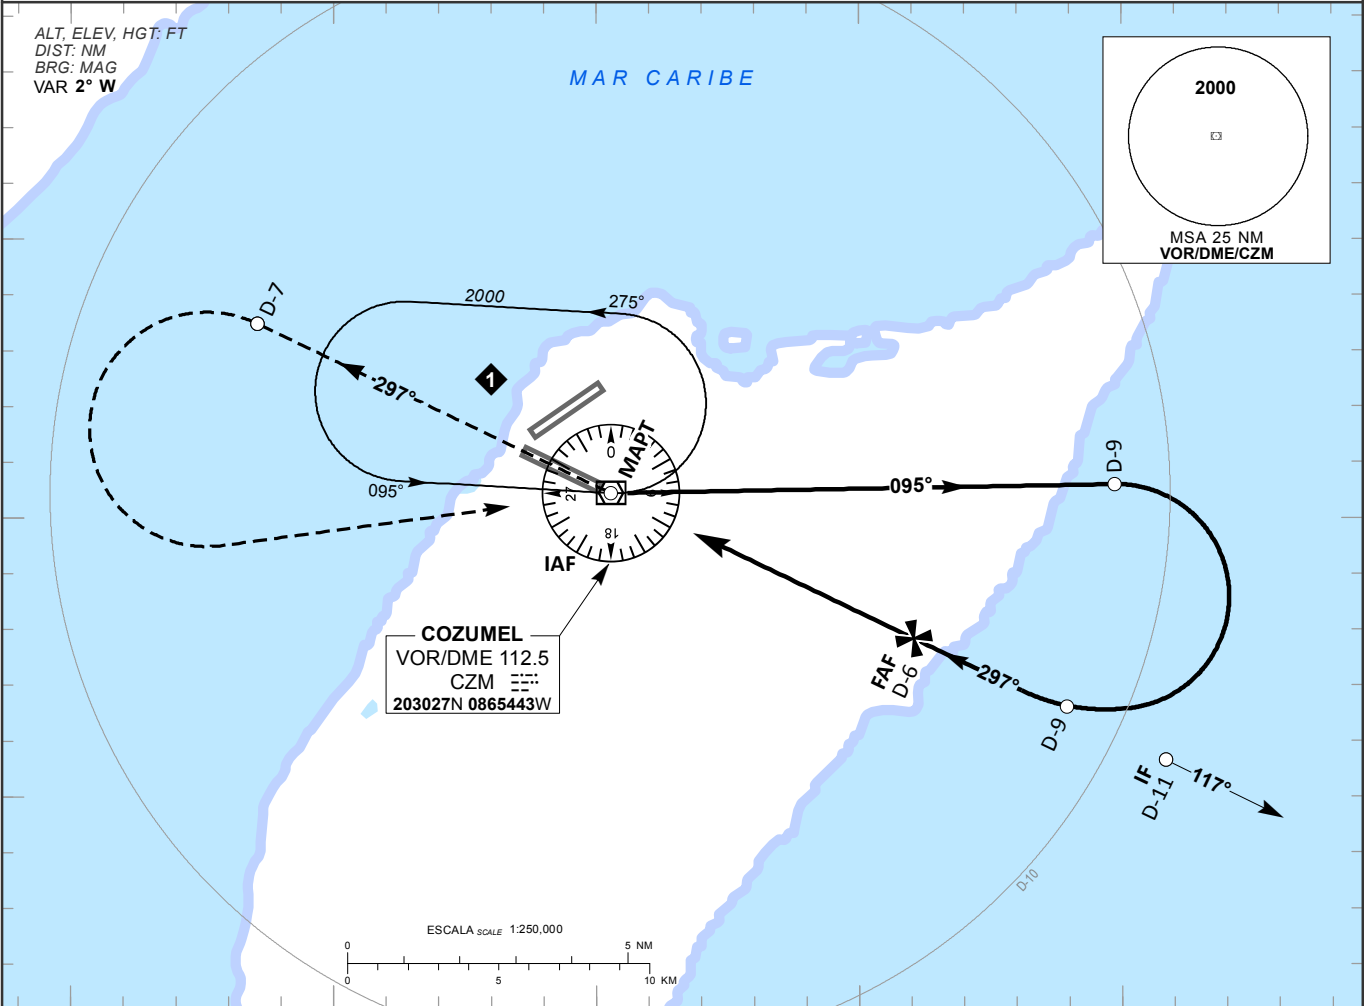 ALT, ELEV, HGT: FT
DIST: NM
BRG: MAG
VAR 2° W
MAR CARIBE
2000
MSA 25 NM
VOR/DME/CZM
D-7
2000
275°
297°
1
MAPT
0
27
18
095°
095°
D-9
IAF
COZUMEL
VOR/DME 112.5
CZM
203027N 0865443W
FAF
D-6
297°
D-9
IF
D-11
117°
D-10
ESCALA SCALE 1:250,000
0 5 NM
0 5 10 KM